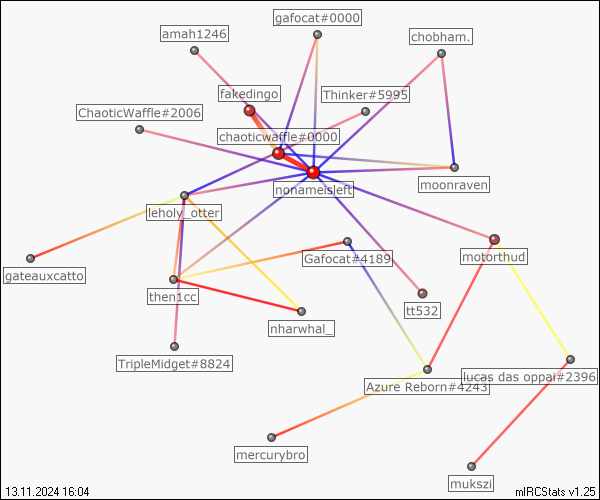 gafocat#0000
amah1246
chobham.
fakedingo
Thinker#5995
ChaoticWaffle#2006
chaoticwaffle#0000
moonraven
nonameisleft
leholy_otter
motorthud
Gafocat#4189
gateauxcatto
then1cc
tt532
nharwhal_
TripleMidget#8824
lucas das oppai#2396
Azure Reborn#4243
mercurybro
mukszi
13.11.2024 16:04
mIRCStats v1.25